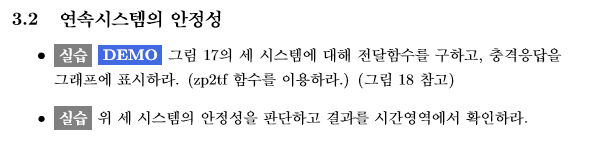 3.2 연속시스템의 안정성
• 실습 DEMO 그림 17의 세 시스템에 대해 전달함수를 구하고, 충격응답을
그래프에 표시하라. (zp2tf 함수를 이용하라.) (그림 18 참고)
• 실습 위 세 시스템의 안정성을 판단하고 결과를 시간영역에서 확인하라.